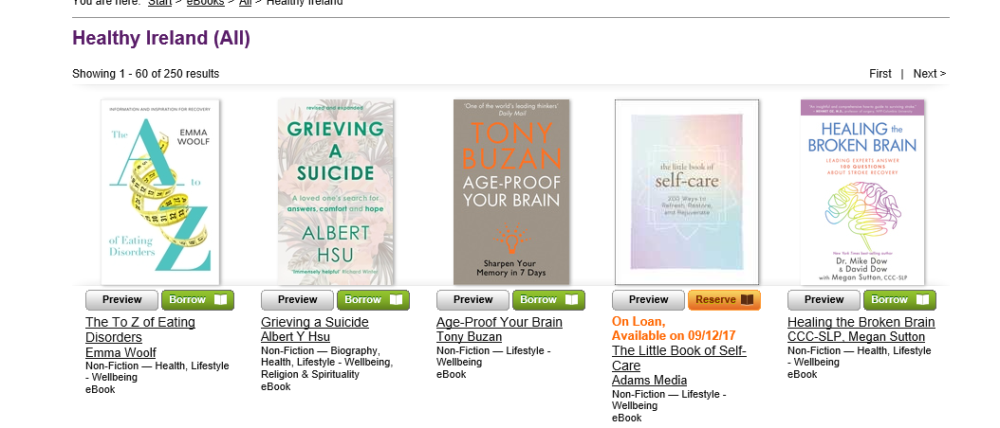 You are here: Start > eBooks > All > Healthy Ireland
Healthy Ireland (All)
Showing 1 - 60 of 250 results
First | Next >
INFORMATION AND INSPIRATION FOR RECOVERY
The
A
EMMA
WOOLF
to
Z
of Eating
Disorders
revised and expanded
GRIEVING
A
SUICIDE
A loved one's search for
answers, comfort and hope
ALBERT
HSU
'Immensely helpful' Richard Winter
'One of the world's leading thinkers'
Daily Mail
TONY
BUZAN
AGE-PROOF
YOUR BRAIN
Sharpen Your
Memory in 7 Days
the little book of
self-care
200 Ways to
Refresh, Restore,
and Rejuvenate
HEALING the
BROKEN BRAIN
LEADING EXPERTS ANSWER
100 QUESTIONS
ABOUT STROKE RECOVERY
New York Times best selling author
Dr. Mike Dow
& David Dow
with Megan Sutton, CCC-SLP
Preview Borrow
Preview Borrow
Preview Borrow
Preview Reserve
Preview Borrow
The To Z of Eating
Disorders
Emma Woolf
Non-Fiction — Health, Lifestyle
- Wellbeing
eBook
Grieving a Suicide
Albert Y Hsu
Non-Fiction — Biography,
Health, Lifestyle - Wellbeing,
Religion & Spirituality
eBook
Age-Proof Your Brain
Tony Buzan
Non-Fiction — Lifestyle -
Wellbeing
eBook
On Loan,
Available on 09/12/17
The Little Book of Self-
Care
Adams Media
Non-Fiction — Lifestyle -
Wellbeing
eBook
Healing the Broken Brain
CCC-SLP, Megan Sutton
Non-Fiction — Health, Lifestyle
- Wellbeing
eBook